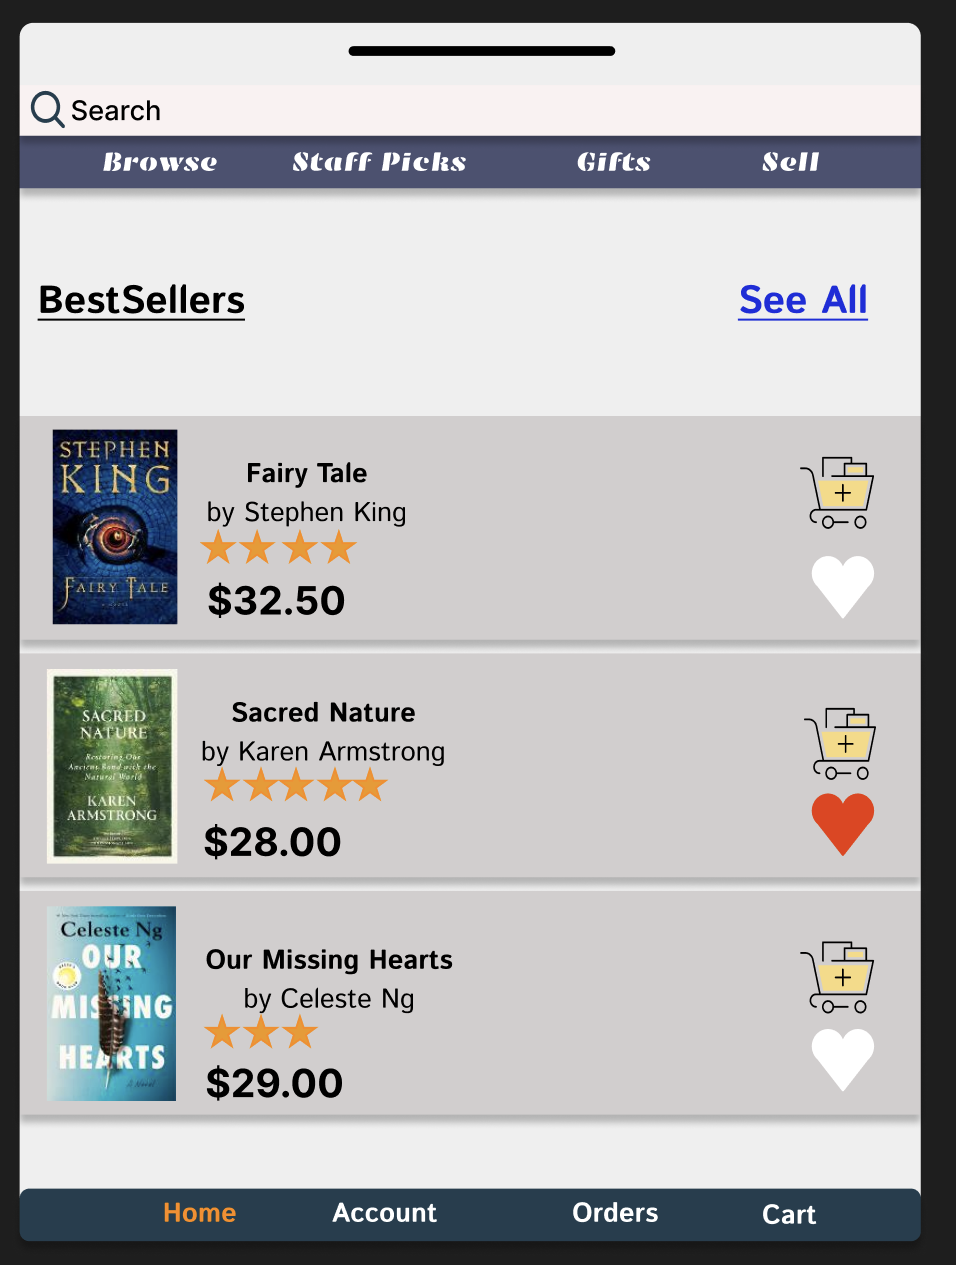 Search
Browse Staff Picks Gifts Sell
BestSellers See All
STEPHEN
KING
FAIRY TALE
Fairy Tale
by Stephen King
$32.50
SACRED
NATURE
Restoring Our
Ancient Bond with the
Natural World
KAREN
ARMSTRONG
Sacred Nature
by Karen Armstrong
$28.00
Celeste Ng
OUR
MISSING
HEARTS
A Novel
Our Missing Hearts
by Celeste Ng
$29.00
Home Account Orders Cart